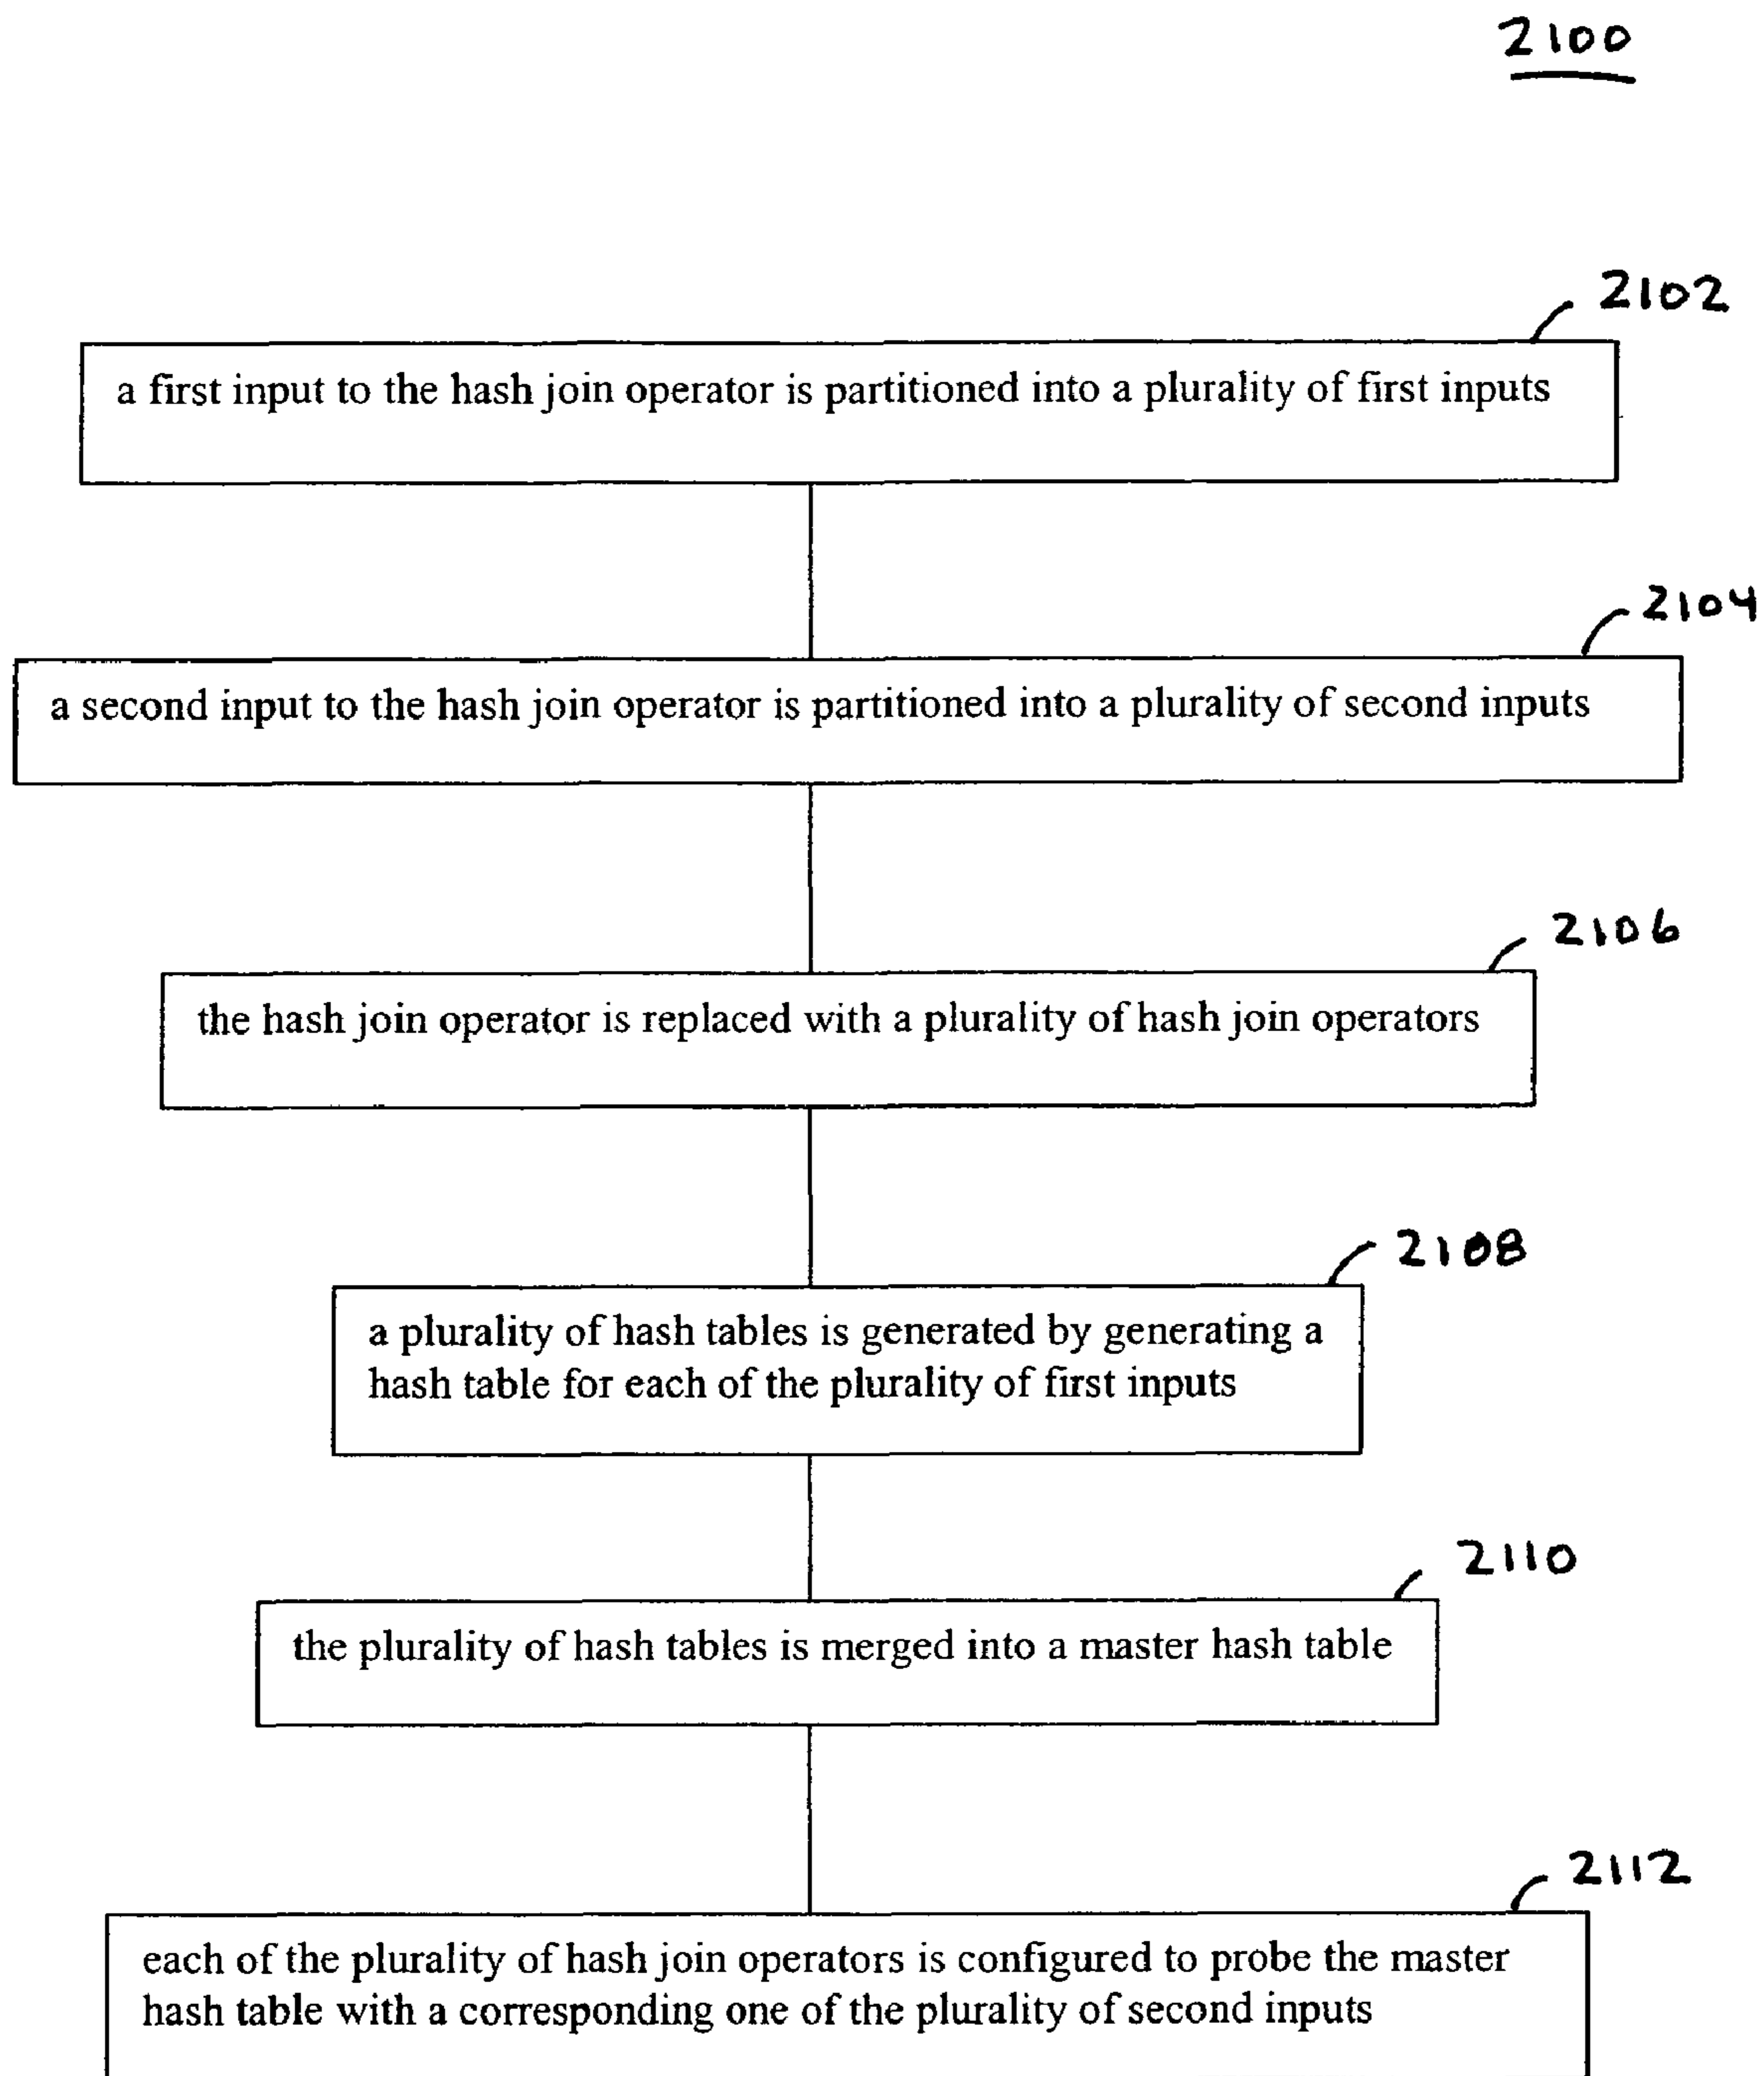 2100
2102
a first input to the hash join operator is partitioned into a plurality of first inputs
2104
a second input to the hash join operator is partitioned into a plurality of second inputs
2106
the hash join operator is replaced with a plurality of hash join operators
2108
a plurality of hash tables is generated by generating a
hash table for each of the plurality of first inputs
2110
the plurality of hash tables is merged into a master hash table
2112
each of the plurality of hash join operators is configured to probe the master
hash table with a corresponding one of the plurality of second inputs